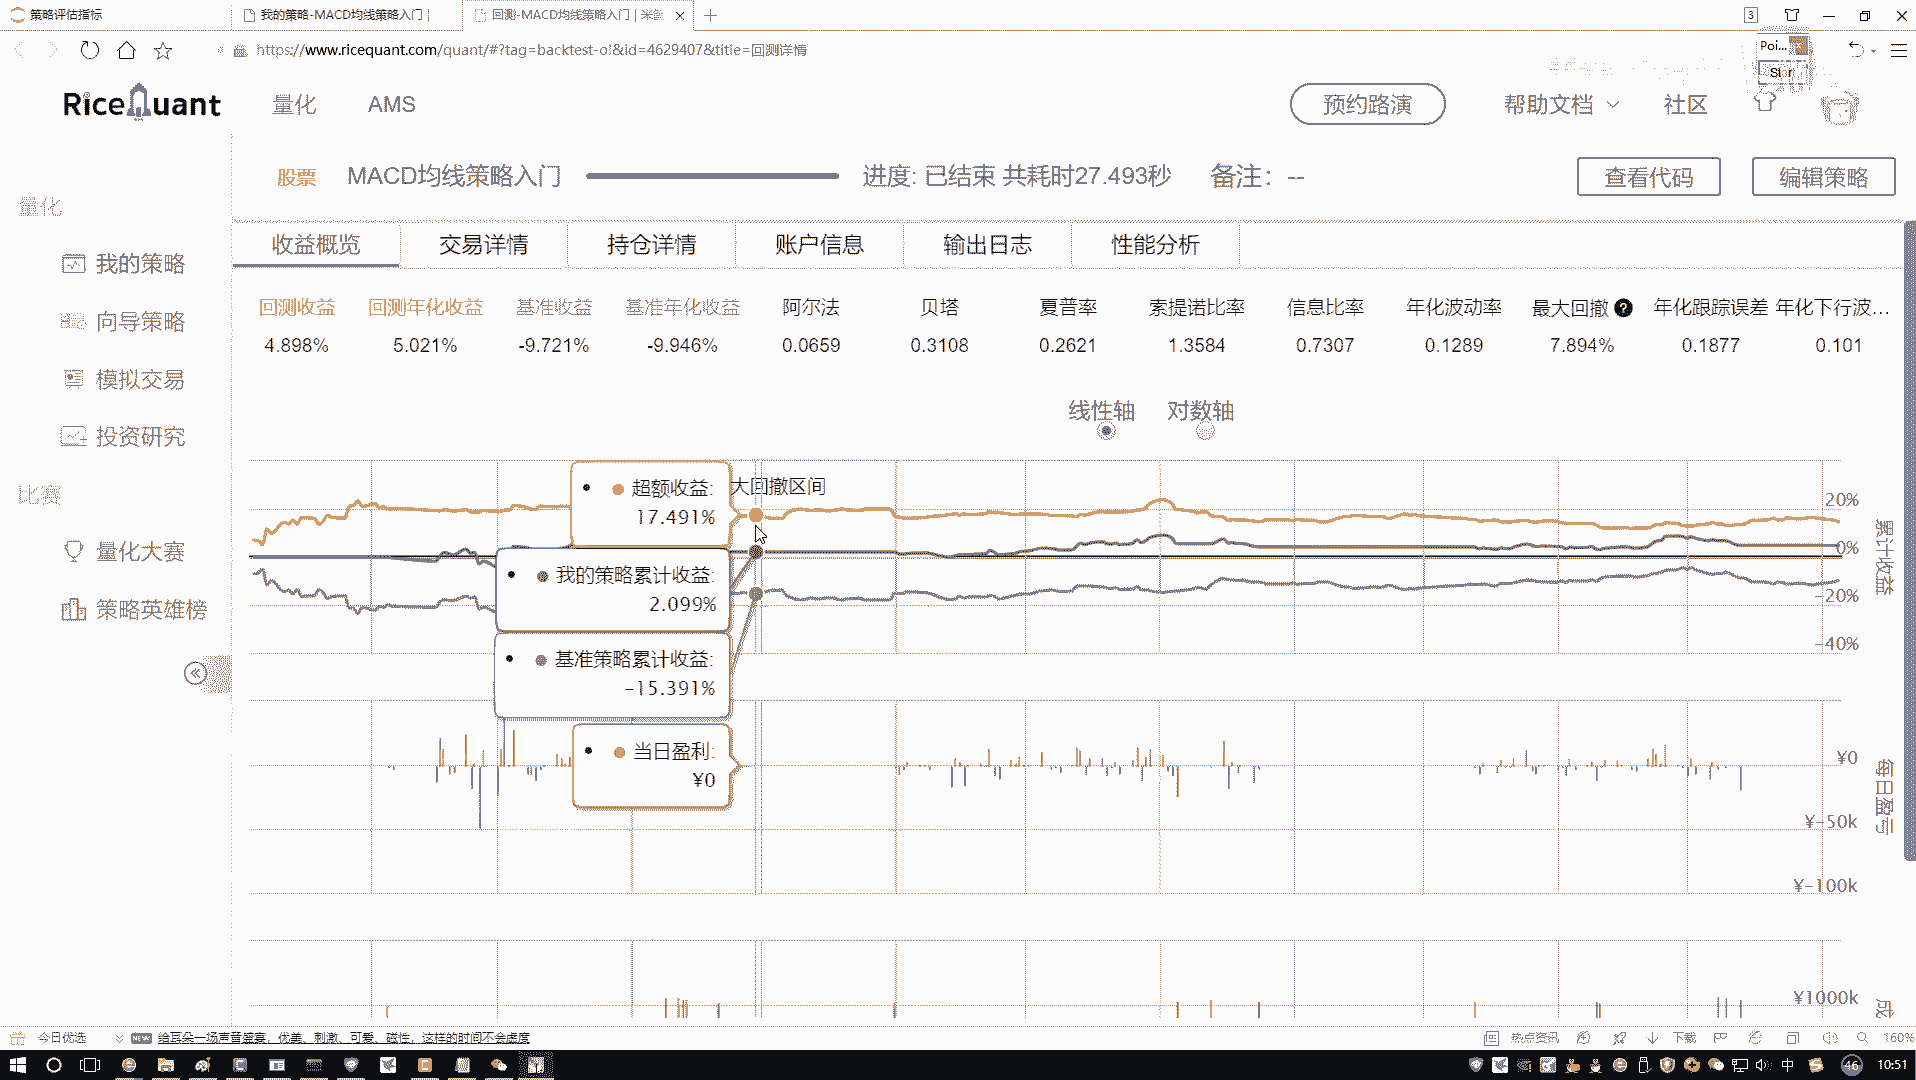 策略评估指标
我的策略-MACD均线策略入门 |
回测-MACD均线策略入门 | 米筐
3
https://www.ricequant.com/quant/#?tag=backtest-ol&id=4629407&title=回测详情
Poi...
RiceQuant
量化
AMS
预约路演
帮助文档
社区
股票
MACD均线策略入门
进度: 已结束 共耗时27.493秒
备注: --
查看代码
编辑策略
量化
我的策略
向导策略
模拟交易
投资研究
比赛
量化大赛
策略英雄榜
收益概览
交易详情
持仓详情
账户信息
输出日志
性能分析
回测收益 回测年化收益 基准收益 基准年化收益 阿尔法 贝塔 夏普率 索提诺比率 信息比率 年化波动率 最大回撤 ? 年化跟踪误差 年化下行波...
4.898% 5.021% -9.721% -9.946% 0.0659 0.3108 0.2621 1.3584 0.7307 0.1289 7.894% 0.1877 0.101
线性轴 对数轴
超额收益:
17.491%
大回撤区间
我的策略累计收益:
2.099%
基准策略累计收益:
-15.391%
当日盈利:
¥0
20%
0%
-20%
-40%
累计收益
¥0
¥-50k
¥-100k
每日盈亏
¥1000k
成
今日优选
NEW
给耳朵一场声音盛宴，优美、刺激、可爱、磁性，这样的时间不会虚度
热点资讯
下载
160%
中
46
10:51